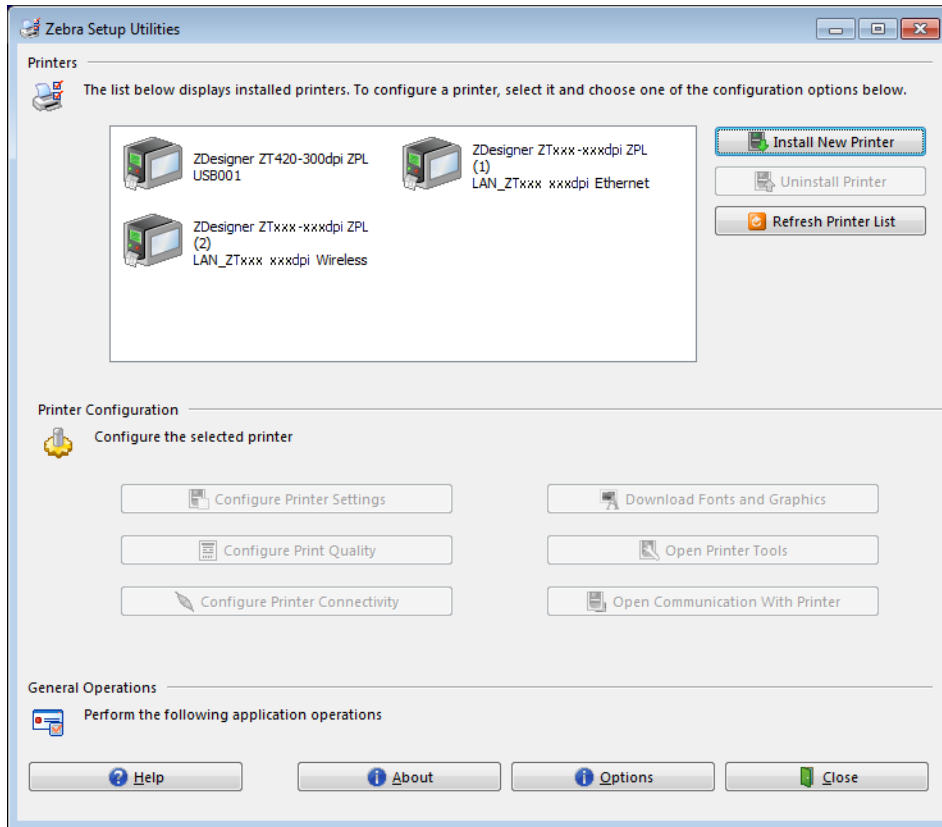 Zebra Setup Utilities
Printers
The list below displays installed printers. To configure a printer, select it and choose one of the configuration options below.
ZDesigner ZT420-300dpi ZPL
USB001
ZDesigner ZTxxx-xxxdpi ZPL
(1)
LAN_ZTxxx xxxdpi Ethernet
ZDesigner ZTxxx-xxxdpi ZPL
(2)
LAN_ZTxxx xxxdpi Wireless
Install New Printer
Uninstall Printer
Refresh Printer List
Printer Configuration
Configure the selected printer
Configure Printer Settings
Download Fonts and Graphics
Configure Print Quality
Open Printer Tools
Configure Printer Connectivity
Open Communication With Printer
General Operations
Perform the following application operations
Help
About
Options
Close